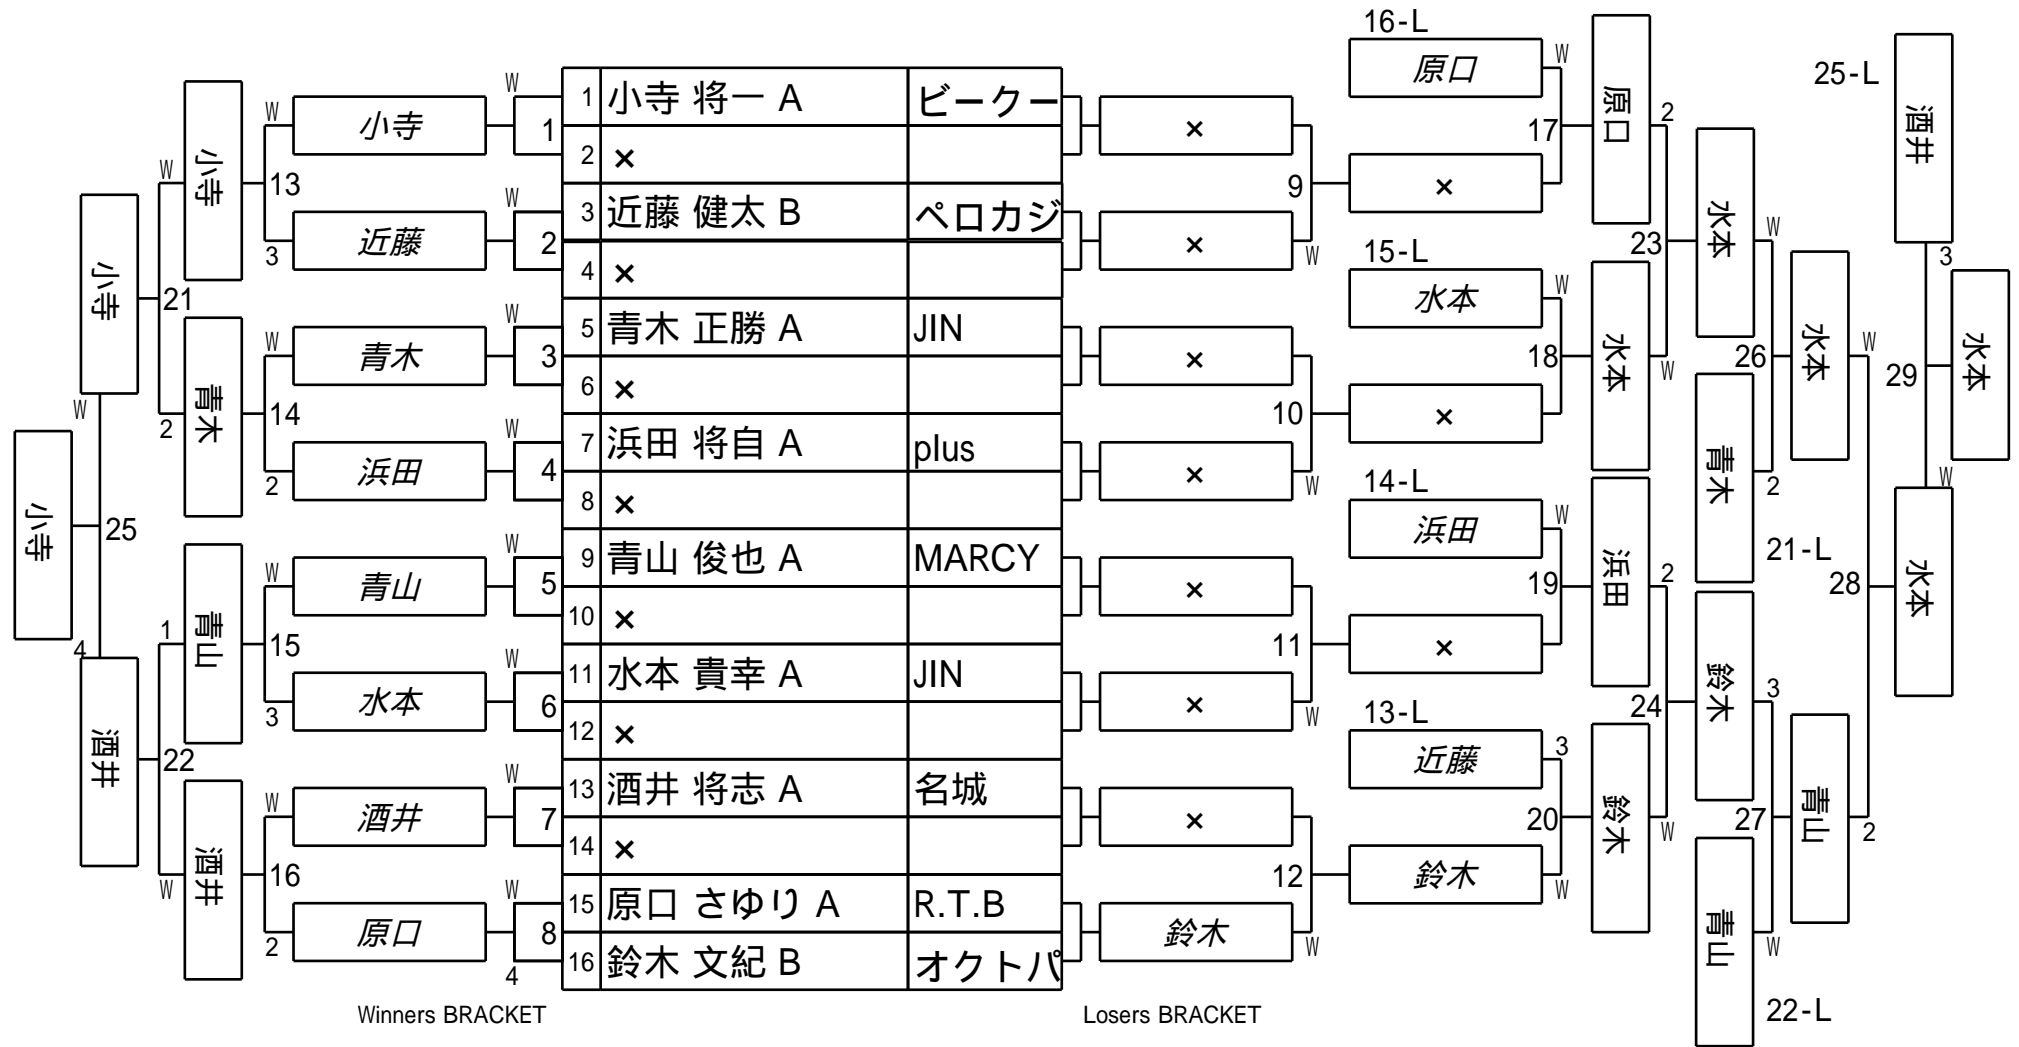 16-L
原口
W
25-L
酒井
小寺
W
小寺
W
1
1 小寺 将一 A ビークー
2 ×
×
9
×
17
原口
2
水本
W
小寺
W
13
3
近藤
W
2
3 近藤 健太 B ペロカジ
4 ×
×
W
15-L
水本
W
23
水本
W
3
水本
小寺
21
青木
2
W
青木
W
3
5 青木 正勝 A JIN
6 ×
×
10
×
18
水本
W
26
青木
2
21-L
W
29
水本
W
14
2
浜田
W
4
7 浜田 将自 A plus
8 ×
×
W
14-L
浜田
W
小寺
25
W
4
青山
1
W
青山
W
5
9 青山 俊也 A MARCY
10 ×
×
11
×
19
浜田
2
鈴木
3
28
水本
15
3
水本
W
6
11 水本 貴幸 A JIN
12 ×
×
W
13-L
近藤
3
24
酒井
22
酒井
W
W
酒井
W
7
13 酒井 将志 A 名城
14 ×
×
12
鈴木
W
20
鈴木
W
27
青山
2
16
2
原口
W
8
4
15 原口 さゆり A R.T.B
16 鈴木 文紀 B オクトパ
鈴木
W
青山
W
22-L
Winners BRACKET
Losers BRACKET